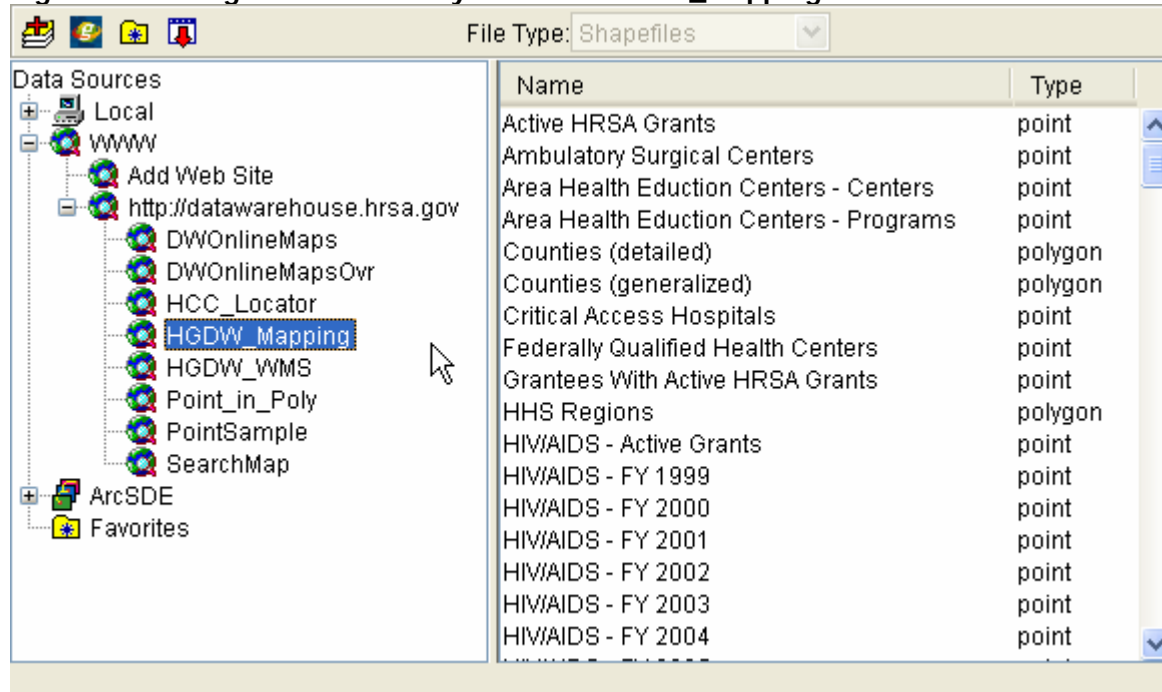 File Type: Shapefiles
Data Sources
Local
WWW
Add Web Site
http://datawarehouse.hrsa.gov
DWOnlineMaps
DWOnlineMapsOvr
HCC_Locator
HGDW_Mapping
HGDW_WMS
Point_in_Poly
PointSample
SearchMap
ArcSDE
Favorites
Name Type
Active HRSA Grants point
Ambulatory Surgical Centers point
Area Health Eduction Centers - Centers point
Area Health Eduction Centers - Programs point
Counties (detailed) polygon
Counties (generalized) polygon
Critical Access Hospitals point
Federally Qualified Health Centers point
Grantees With Active HRSA Grants point
HHS Regions polygon
HIV/AIDS - Active Grants point
HIV/AIDS - FY 1999 point
HIV/AIDS - FY 2000 point
HIV/AIDS - FY 2001 point
HIV/AIDS - FY 2002 point
HIV/AIDS - FY 2003 point
HIV/AIDS - FY 2004 point